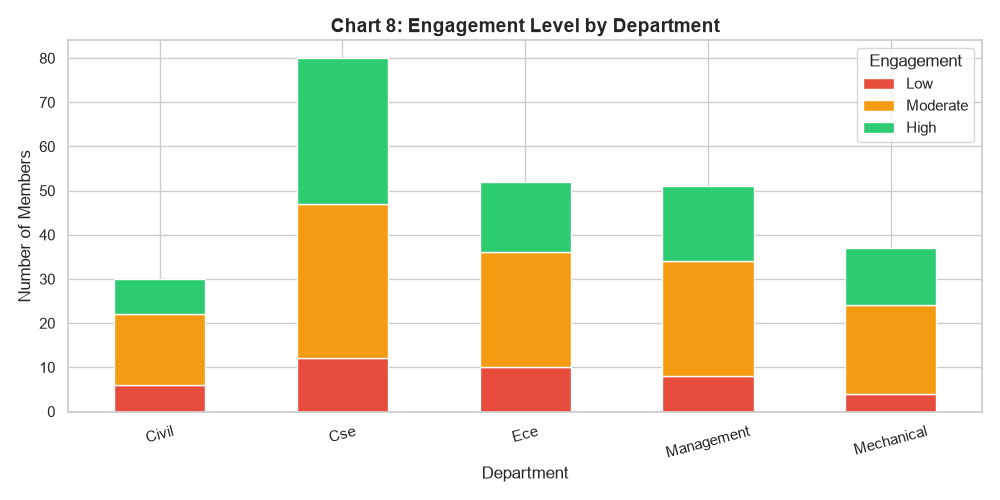 Chart 8: Engagement Level by Department
Engagement
Low
Moderate
High
Number of Members
80
70
60
50
40
30
20
10
0
Civil
Cse
Ece
Management
Mechanical
Department